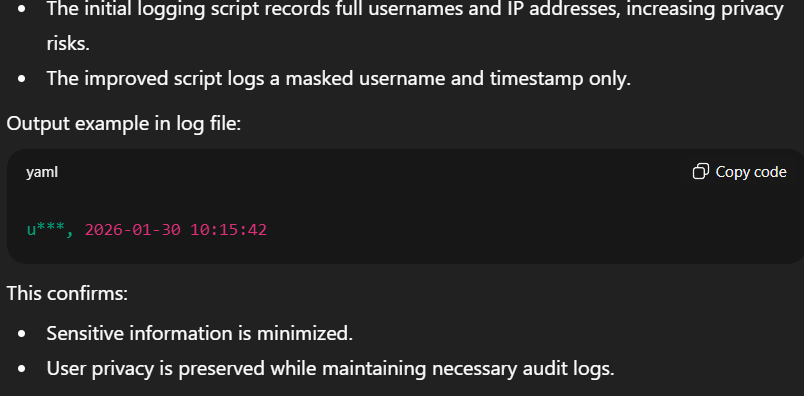 • The initial logging script records full usernames and IP addresses, increasing privacy
risks.
• The improved script logs a masked username and timestamp only.
Output example in log file:
yaml
Copy code
u***, 2026-01-30 10:15:42
This confirms:
• Sensitive information is minimized.
• User privacy is preserved while maintaining necessary audit logs.